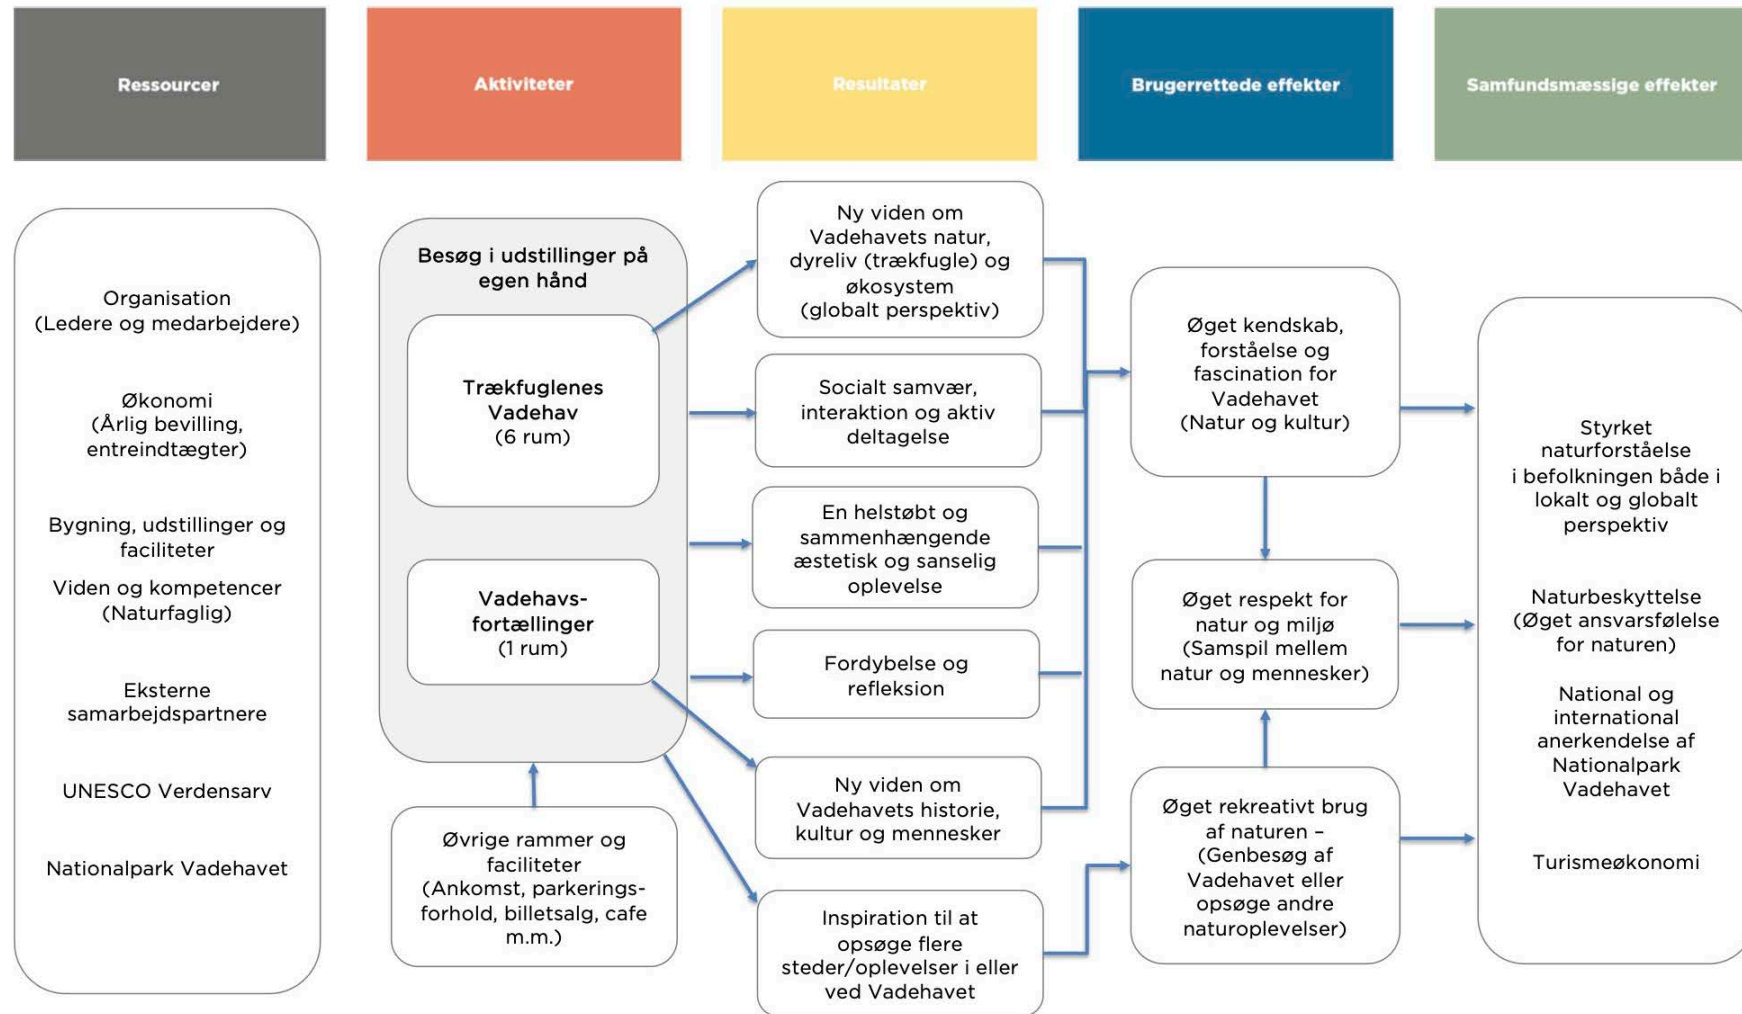 Ressourcer
Aktiviteter
Resultater
Brugerrettede effekter
Samfundsmæssige effekter
Organisation
(Ledere og medarbejdere)
Økonomi
(Årlig bevilling,
entreindtægter)
Bygning, udstillinger og
faciliteter
Viden og kompetencer
(Naturfaglig)
Eksterne
samarbejdspartnere
UNESCO Verdensarv
Nationalpark Vadehavet
Besøg i udstillinger på
egen hånd
Trækfuglenes
Vadehav
(6 rum)
Vadehavs-
fortællinger
(1 rum)
Øvrige rammer og
faciliteter
(Ankomst, parkerings-
forhold, billetsalg, cafe
m.m.)
Ny viden om
Vadehavets natur,
dyreliv (trækfugle) og
økosystem
(globalt perspektiv)
Socialt samvær,
interaktion og aktiv
deltagelse
En helstøbt og
sammenhængende
æstetisk og sanselig
oplevelse
Fordybelse og
refleksion
Ny viden om
Vadehavets historie,
kultur og mennesker
Inspiration til at
opsøge flere
steder/oplevelser i eller
ved Vadehavet
Øget kendskab,
forståelse og
fascination for
Vadehavet
(Natur og kultur)
Øget respekt for
natur og miljø
(Samspil mellem
natur og mennesker)
Øget rekreativt brug
af naturen –
(Genbesøg af
Vadehavet eller
opsøge andre
naturoplevelser)
Styrket
naturforståelse
i befolkningen både i
lokalt og globalt
perspektiv
Naturbeskyttelse
(Øget ansvarsfølelse
for naturen)
National og
international
anerkendelse af
Nationalpark
Vadehavet
Turismeøkonomi